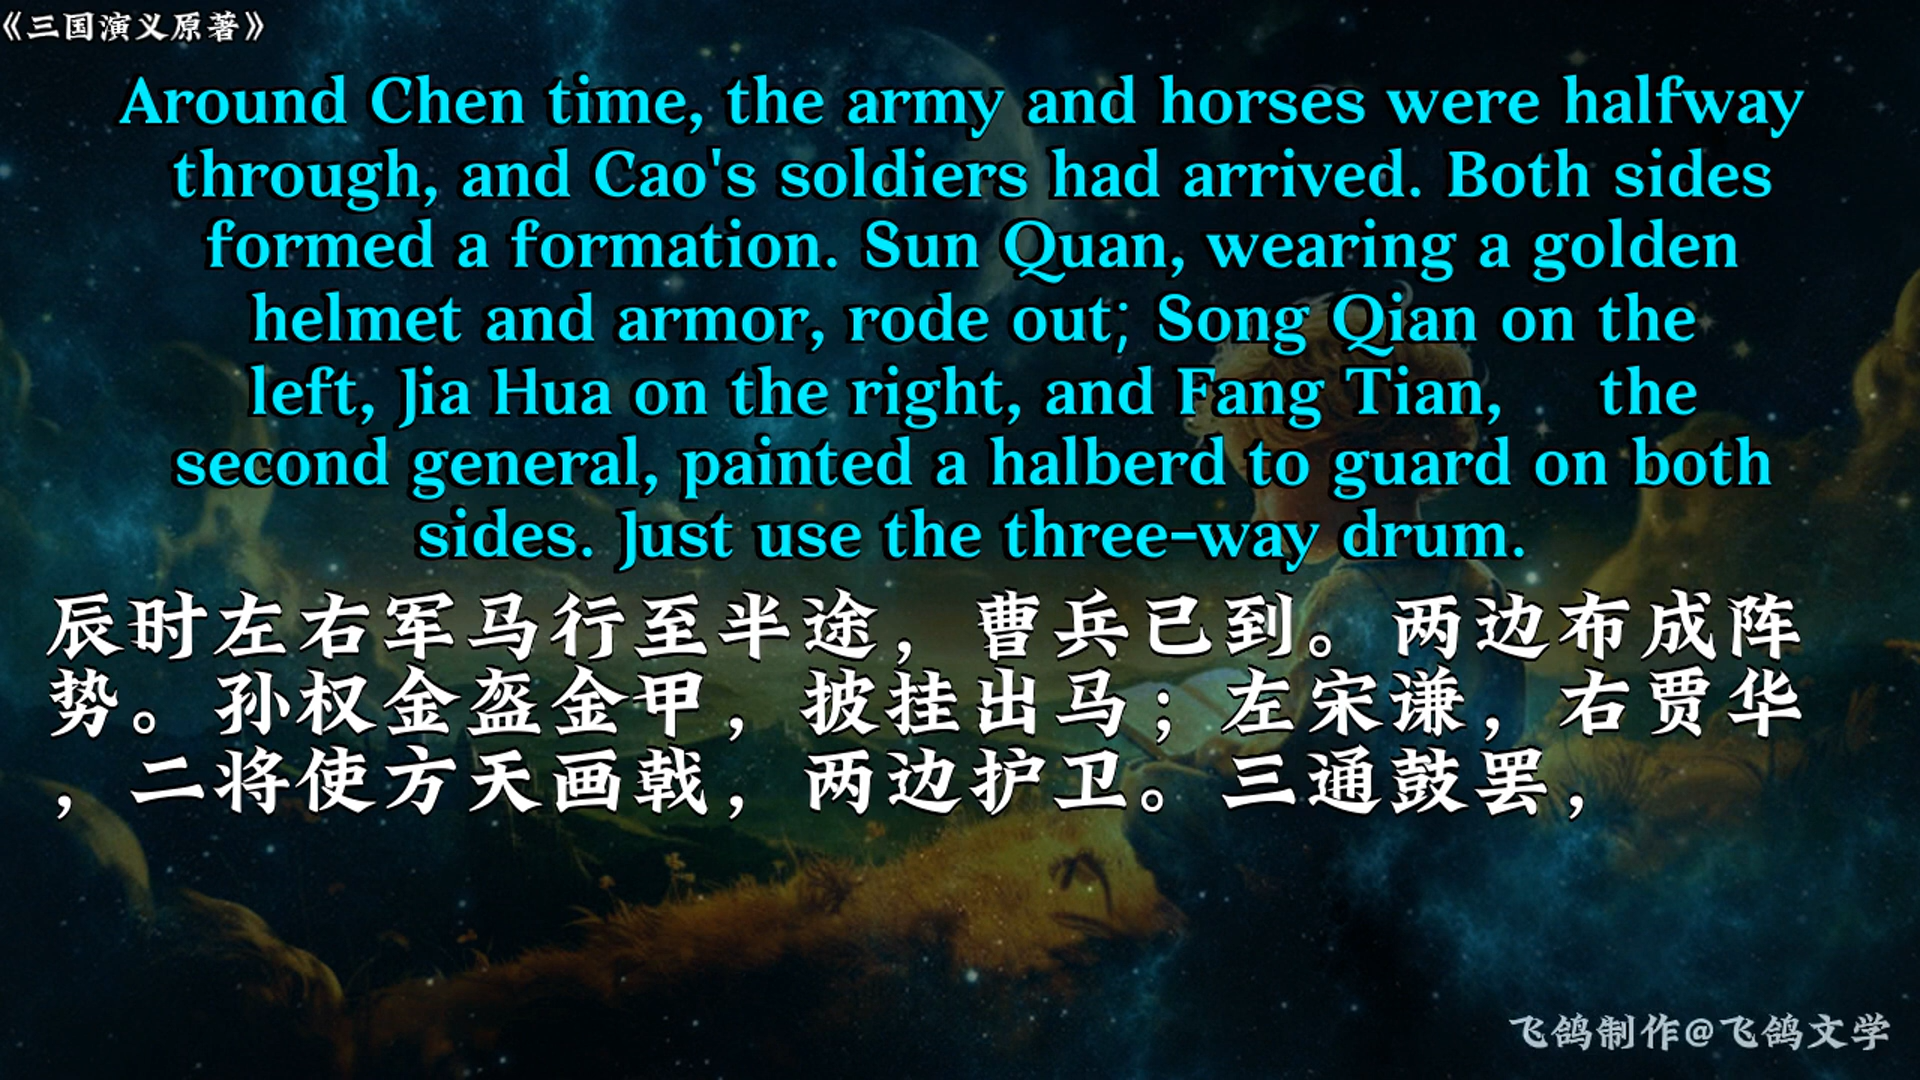 《三国演义原著》
Around Chen time, the army and horses were halfway
through, and Cao's soldiers had arrived. Both sides
formed a formation. Sun Quan, wearing a golden
helmet and armor, rode out; Song Qian on the
left, Jia Hua on the right, and Fang Tian, the
second general, painted a halberd to guard on both
sides. Just use the three-way drum.
辰时左右军马行至半途，曹兵已到。两边布成阵
势。孙权金盔金甲，披挂出马；左宋谦，右贾华
，二将使方天画戟，两边护卫。三通鼓罢，
飞鸽制作@飞鸽文学